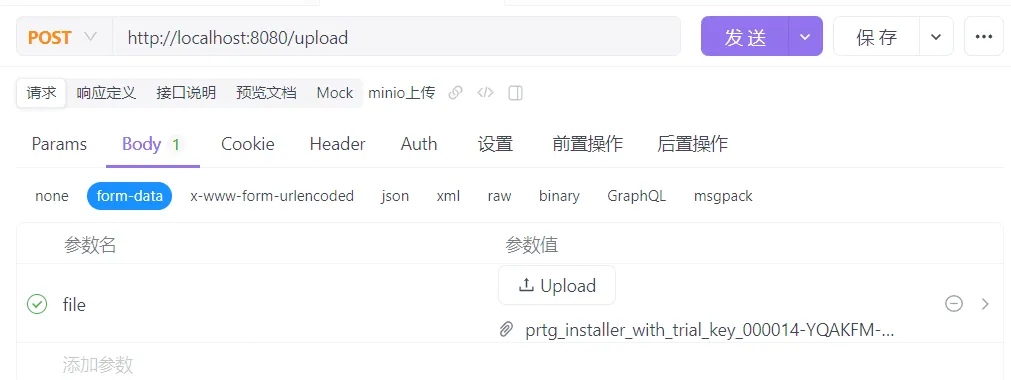 POST http://localhost:8080/upload 发 送 保 存
请求 响应定义 接口说明 预览文档 Mock minio上传
Params Body 1 Cookie Header Auth 设置 前置操作 后置操作
none form-data x-www-form-urlencoded json xml raw binary GraphQL msgpack
参数名 参数值
Upload
file
prtg_installer_with_trial_key_000014-YQAKFM-...
添加参数